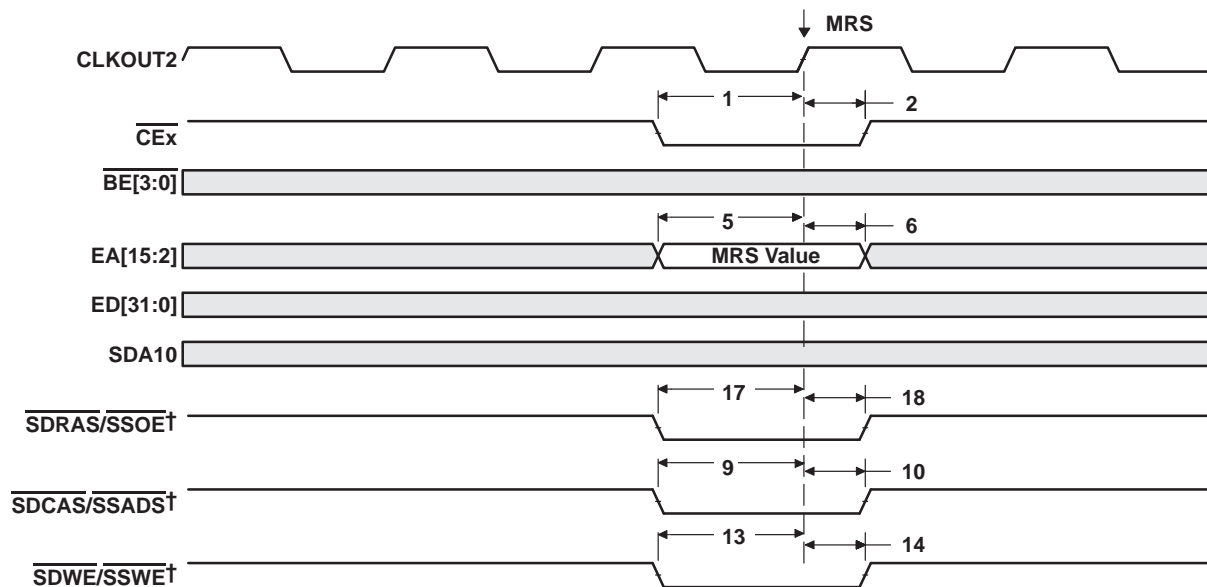 MRS
CLKOUT2
1 2
CEx
BE[3:0]
5 6
EA[15:2] MRS Value
ED[31:0]
SDA10
17 18
SDRAS/SSOE†
9 10
SDCAS/SSADS†
13 14
SDWE/SSWE†